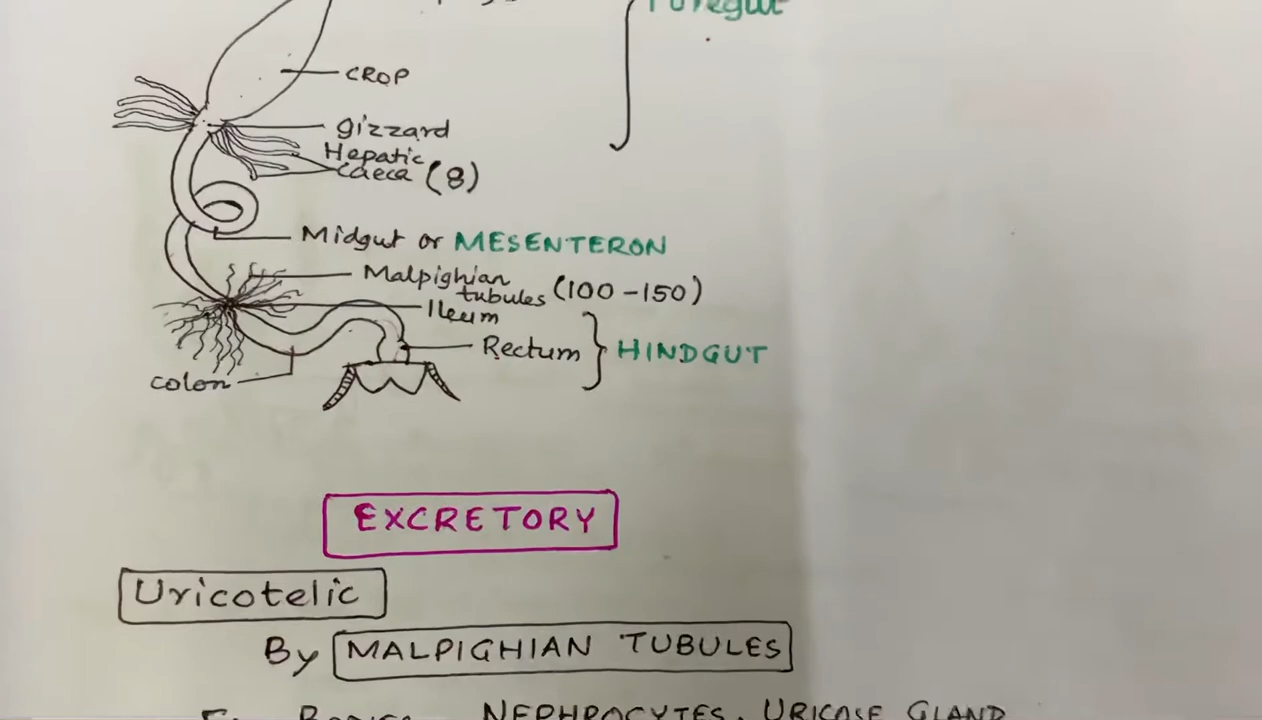 Foregut
CROP
gizzard
Hepatic
caeca (8)
Midgut or MESENTERON
Malpighian
tubules (100-150)
Ileum
Rectum } HINDGUT
colon
EXCRETORY
Uricotelic
By MALPIGHIAN TUBULES
NEPHROCYTES, URICOSE GLAND